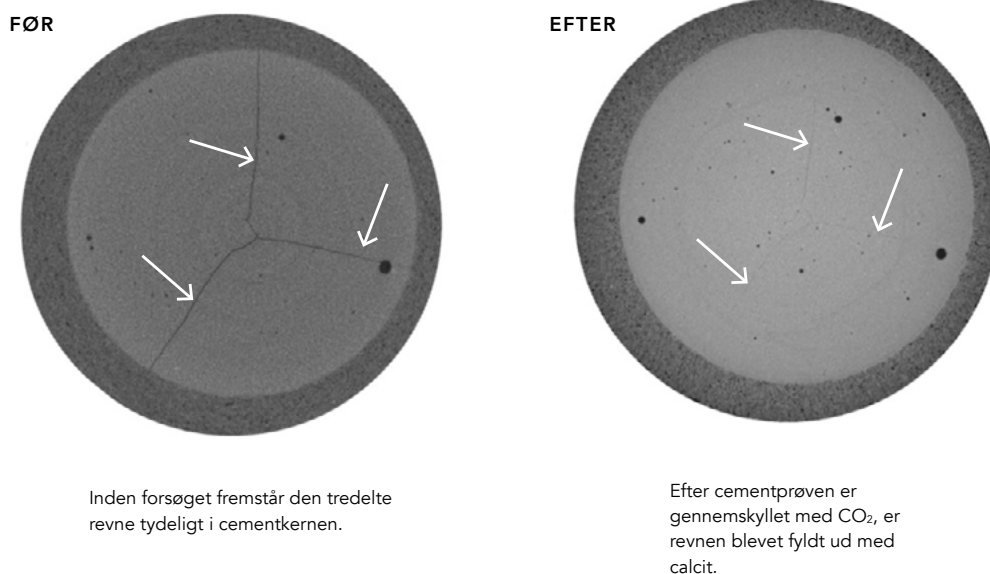 FØR
EFTER
Inden forsøget fremstår den tredelte
revne tydeligt i cementkernen.
Efter cementprøven er
gennemskyllet med CO₂, er
revnen blevet fyldt ud med
calcit.